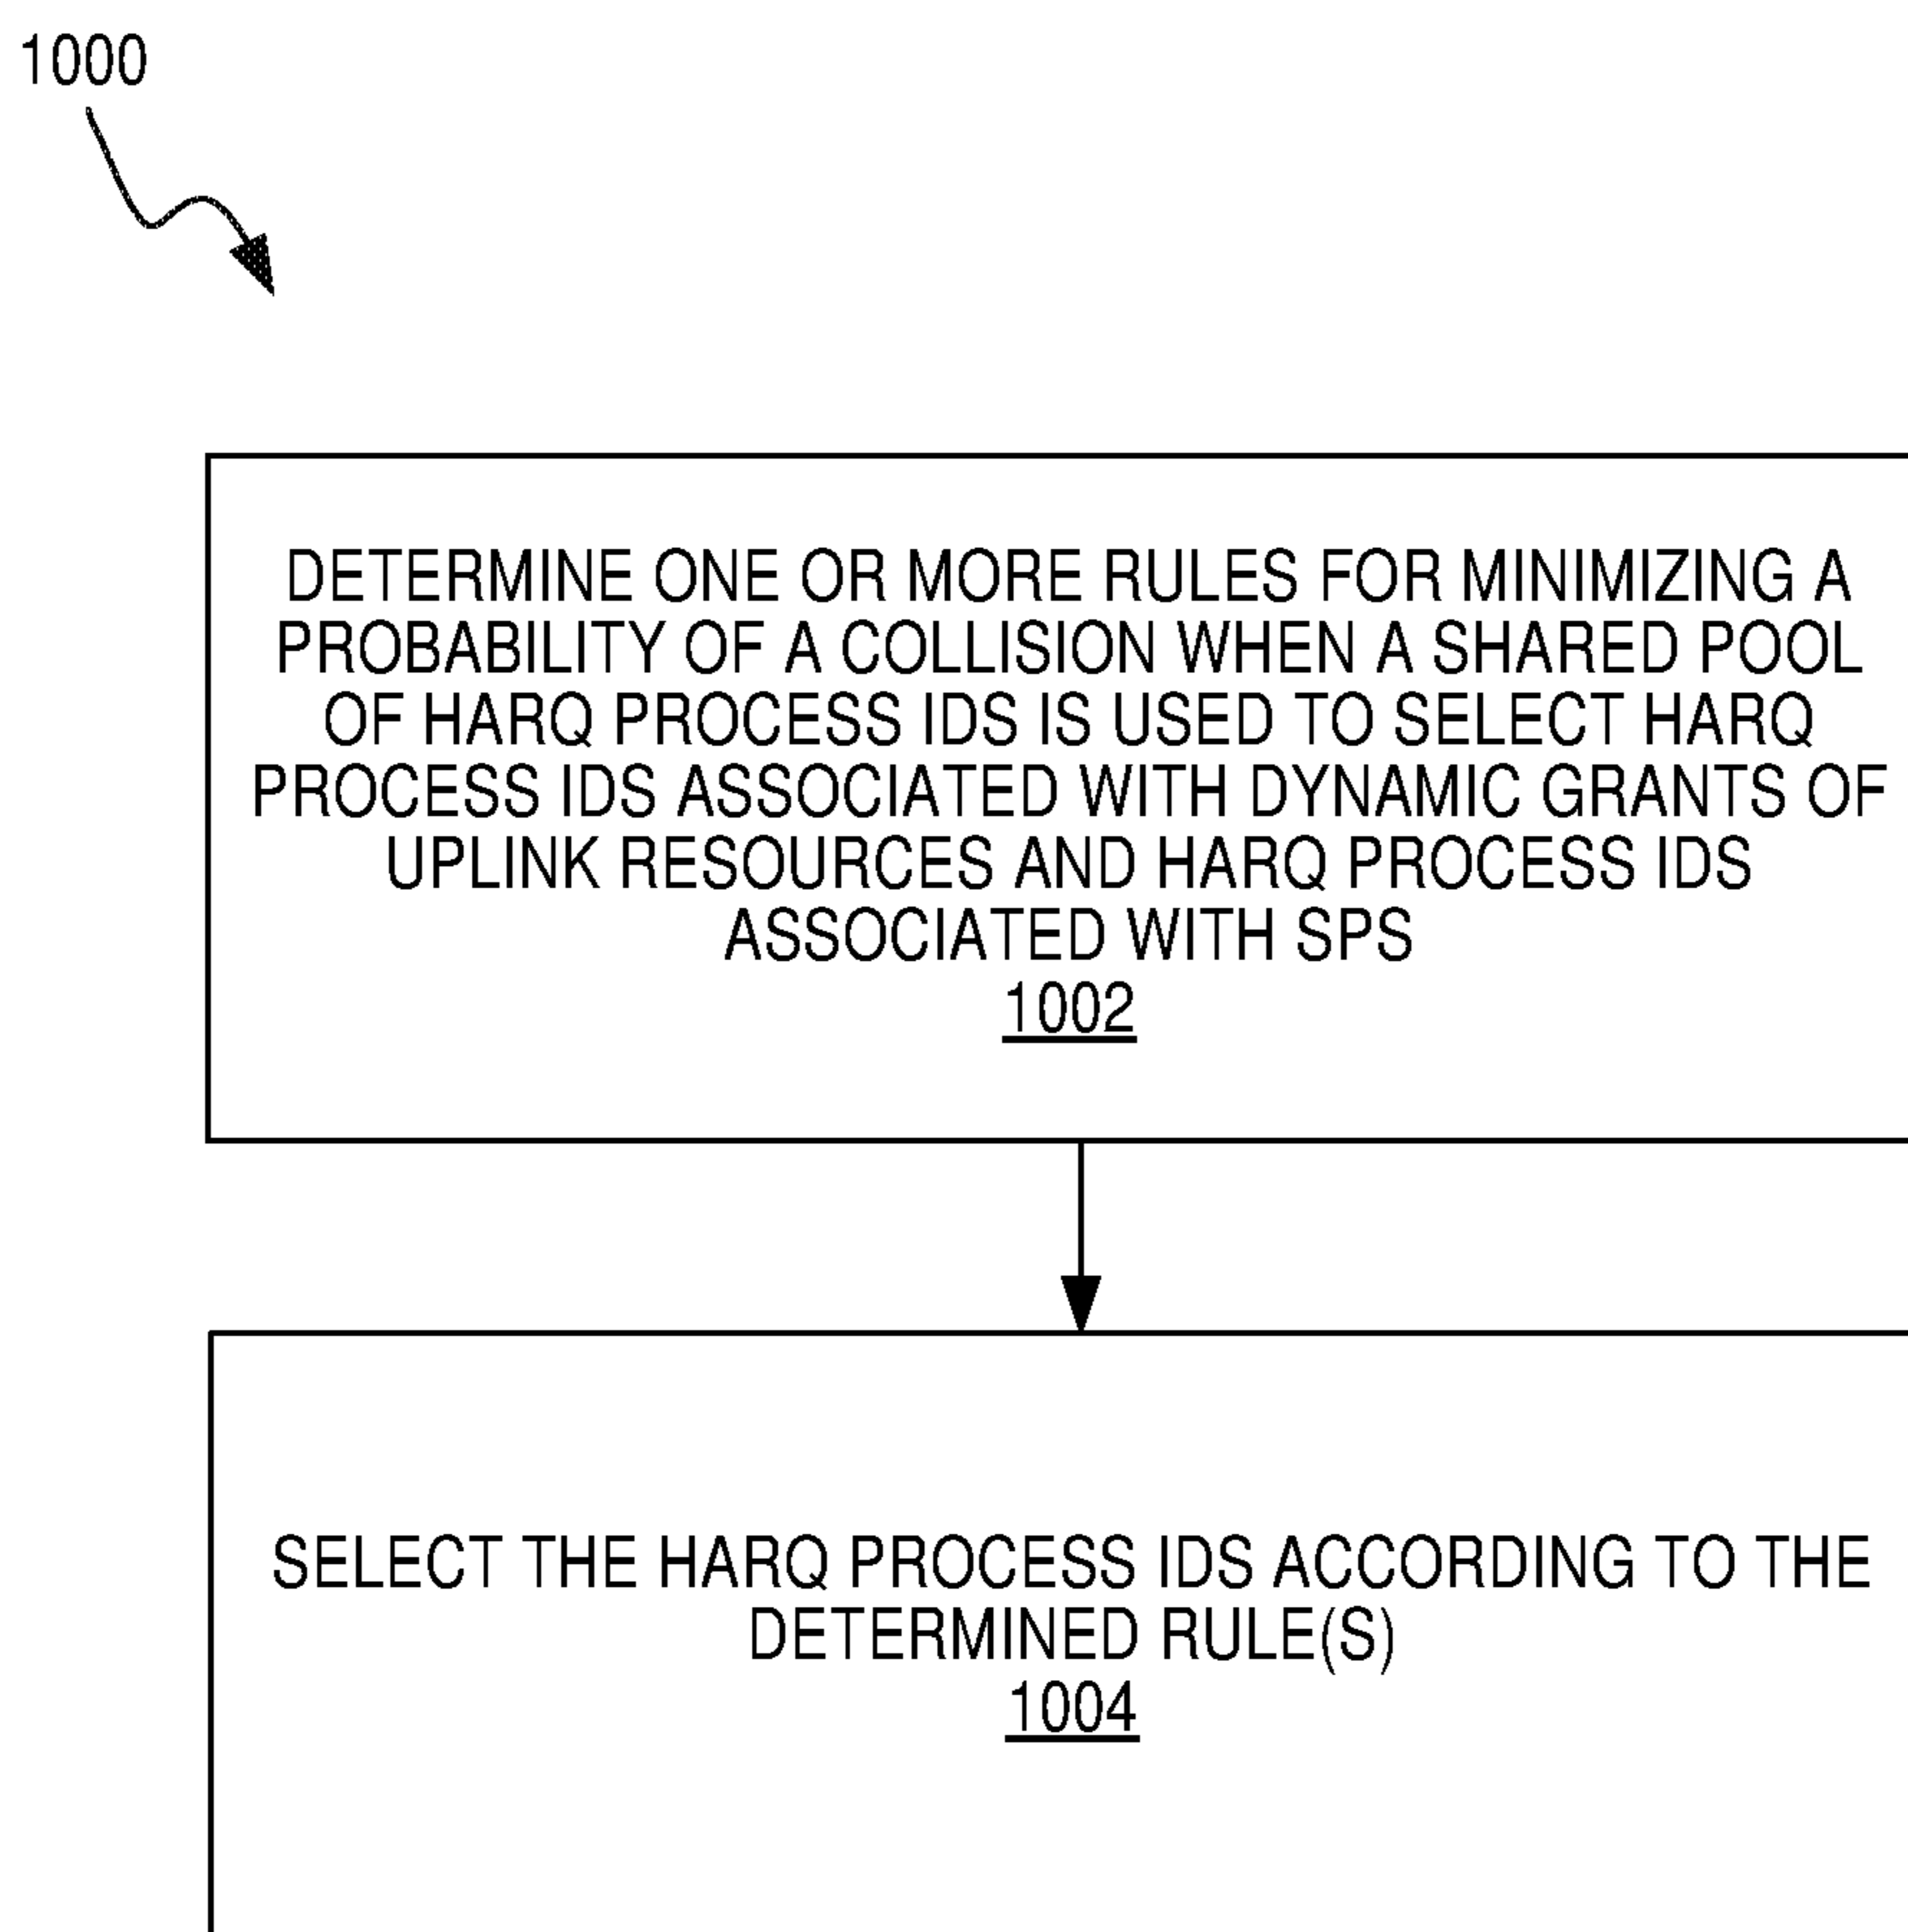 1000
DETERMINE ONE OR MORE RULES FOR MINIMIZING A
PROBABILITY OF A COLLISION WHEN A SHARED POOL
OF HARQ PROCESS IDS IS USED TO SELECT HARQ
PROCESS IDS ASSOCIATED WITH DYNAMIC GRANTS OF
UPLINK RESOURCES AND HARQ PROCESS IDS
ASSOCIATED WITH SPS
1002
SELECT THE HARQ PROCESS IDS ACCORDING TO THE
DETERMINED RULE(S)
1004